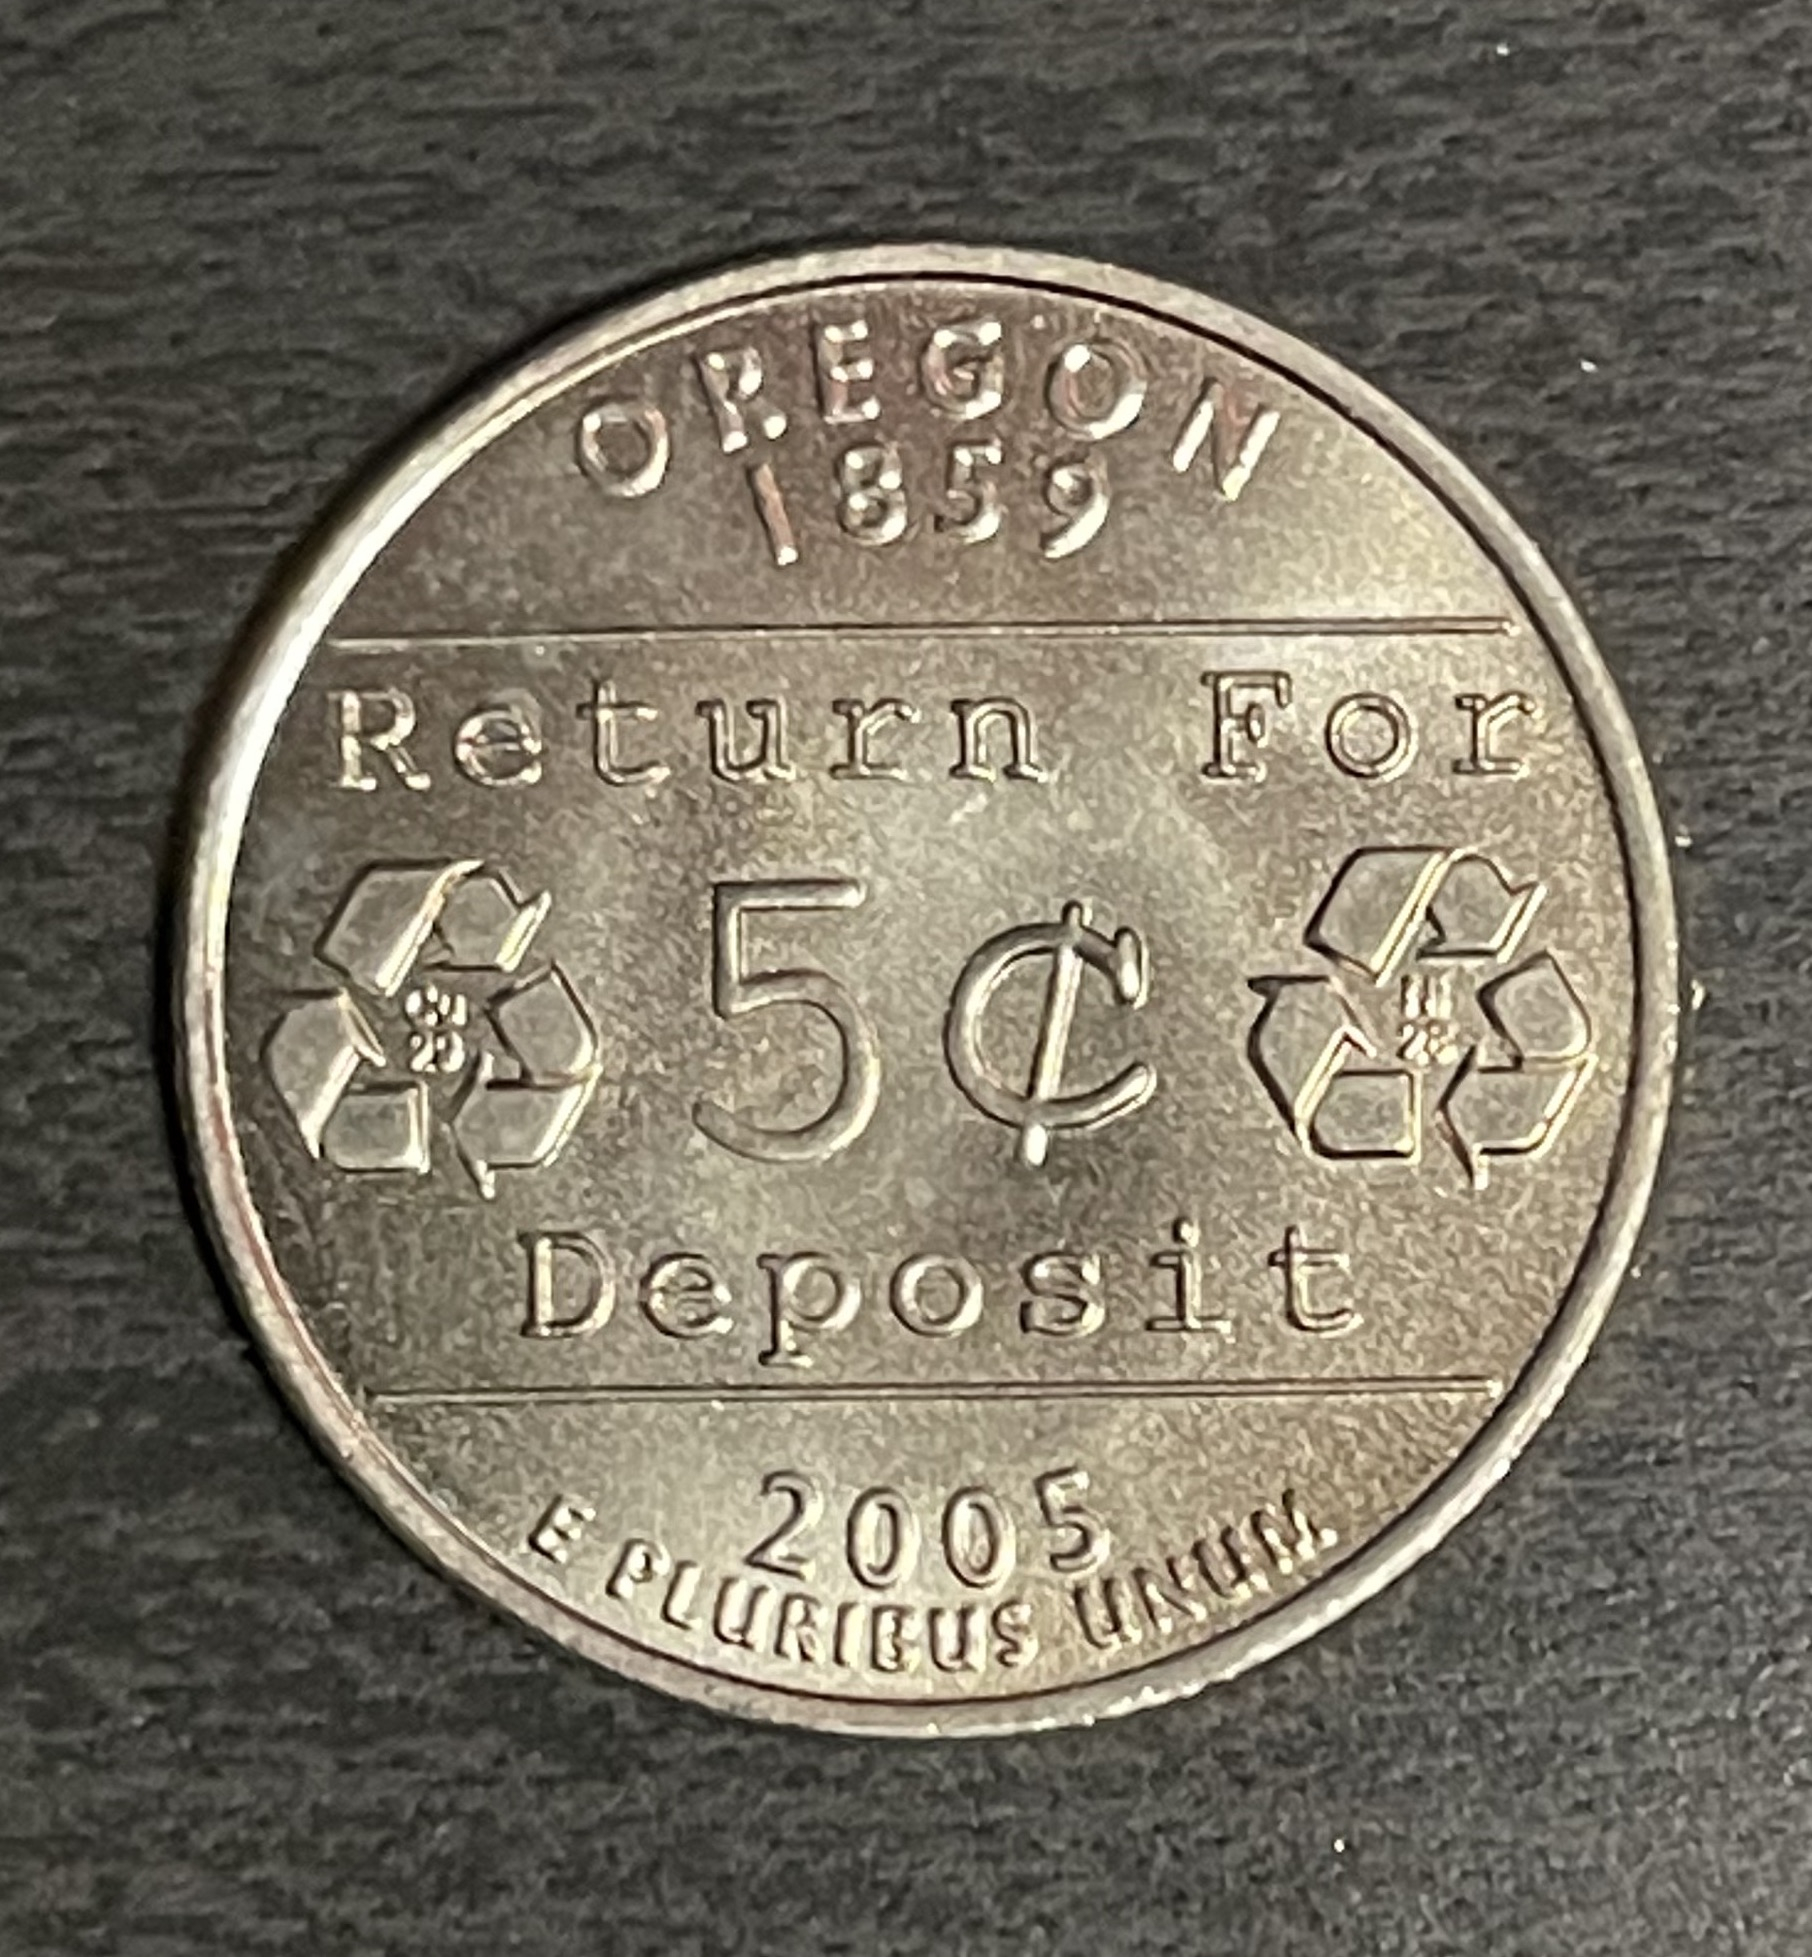 OREGON
1859
Return For
5¢
Deposit
2005
E PLURIBUS UNUM